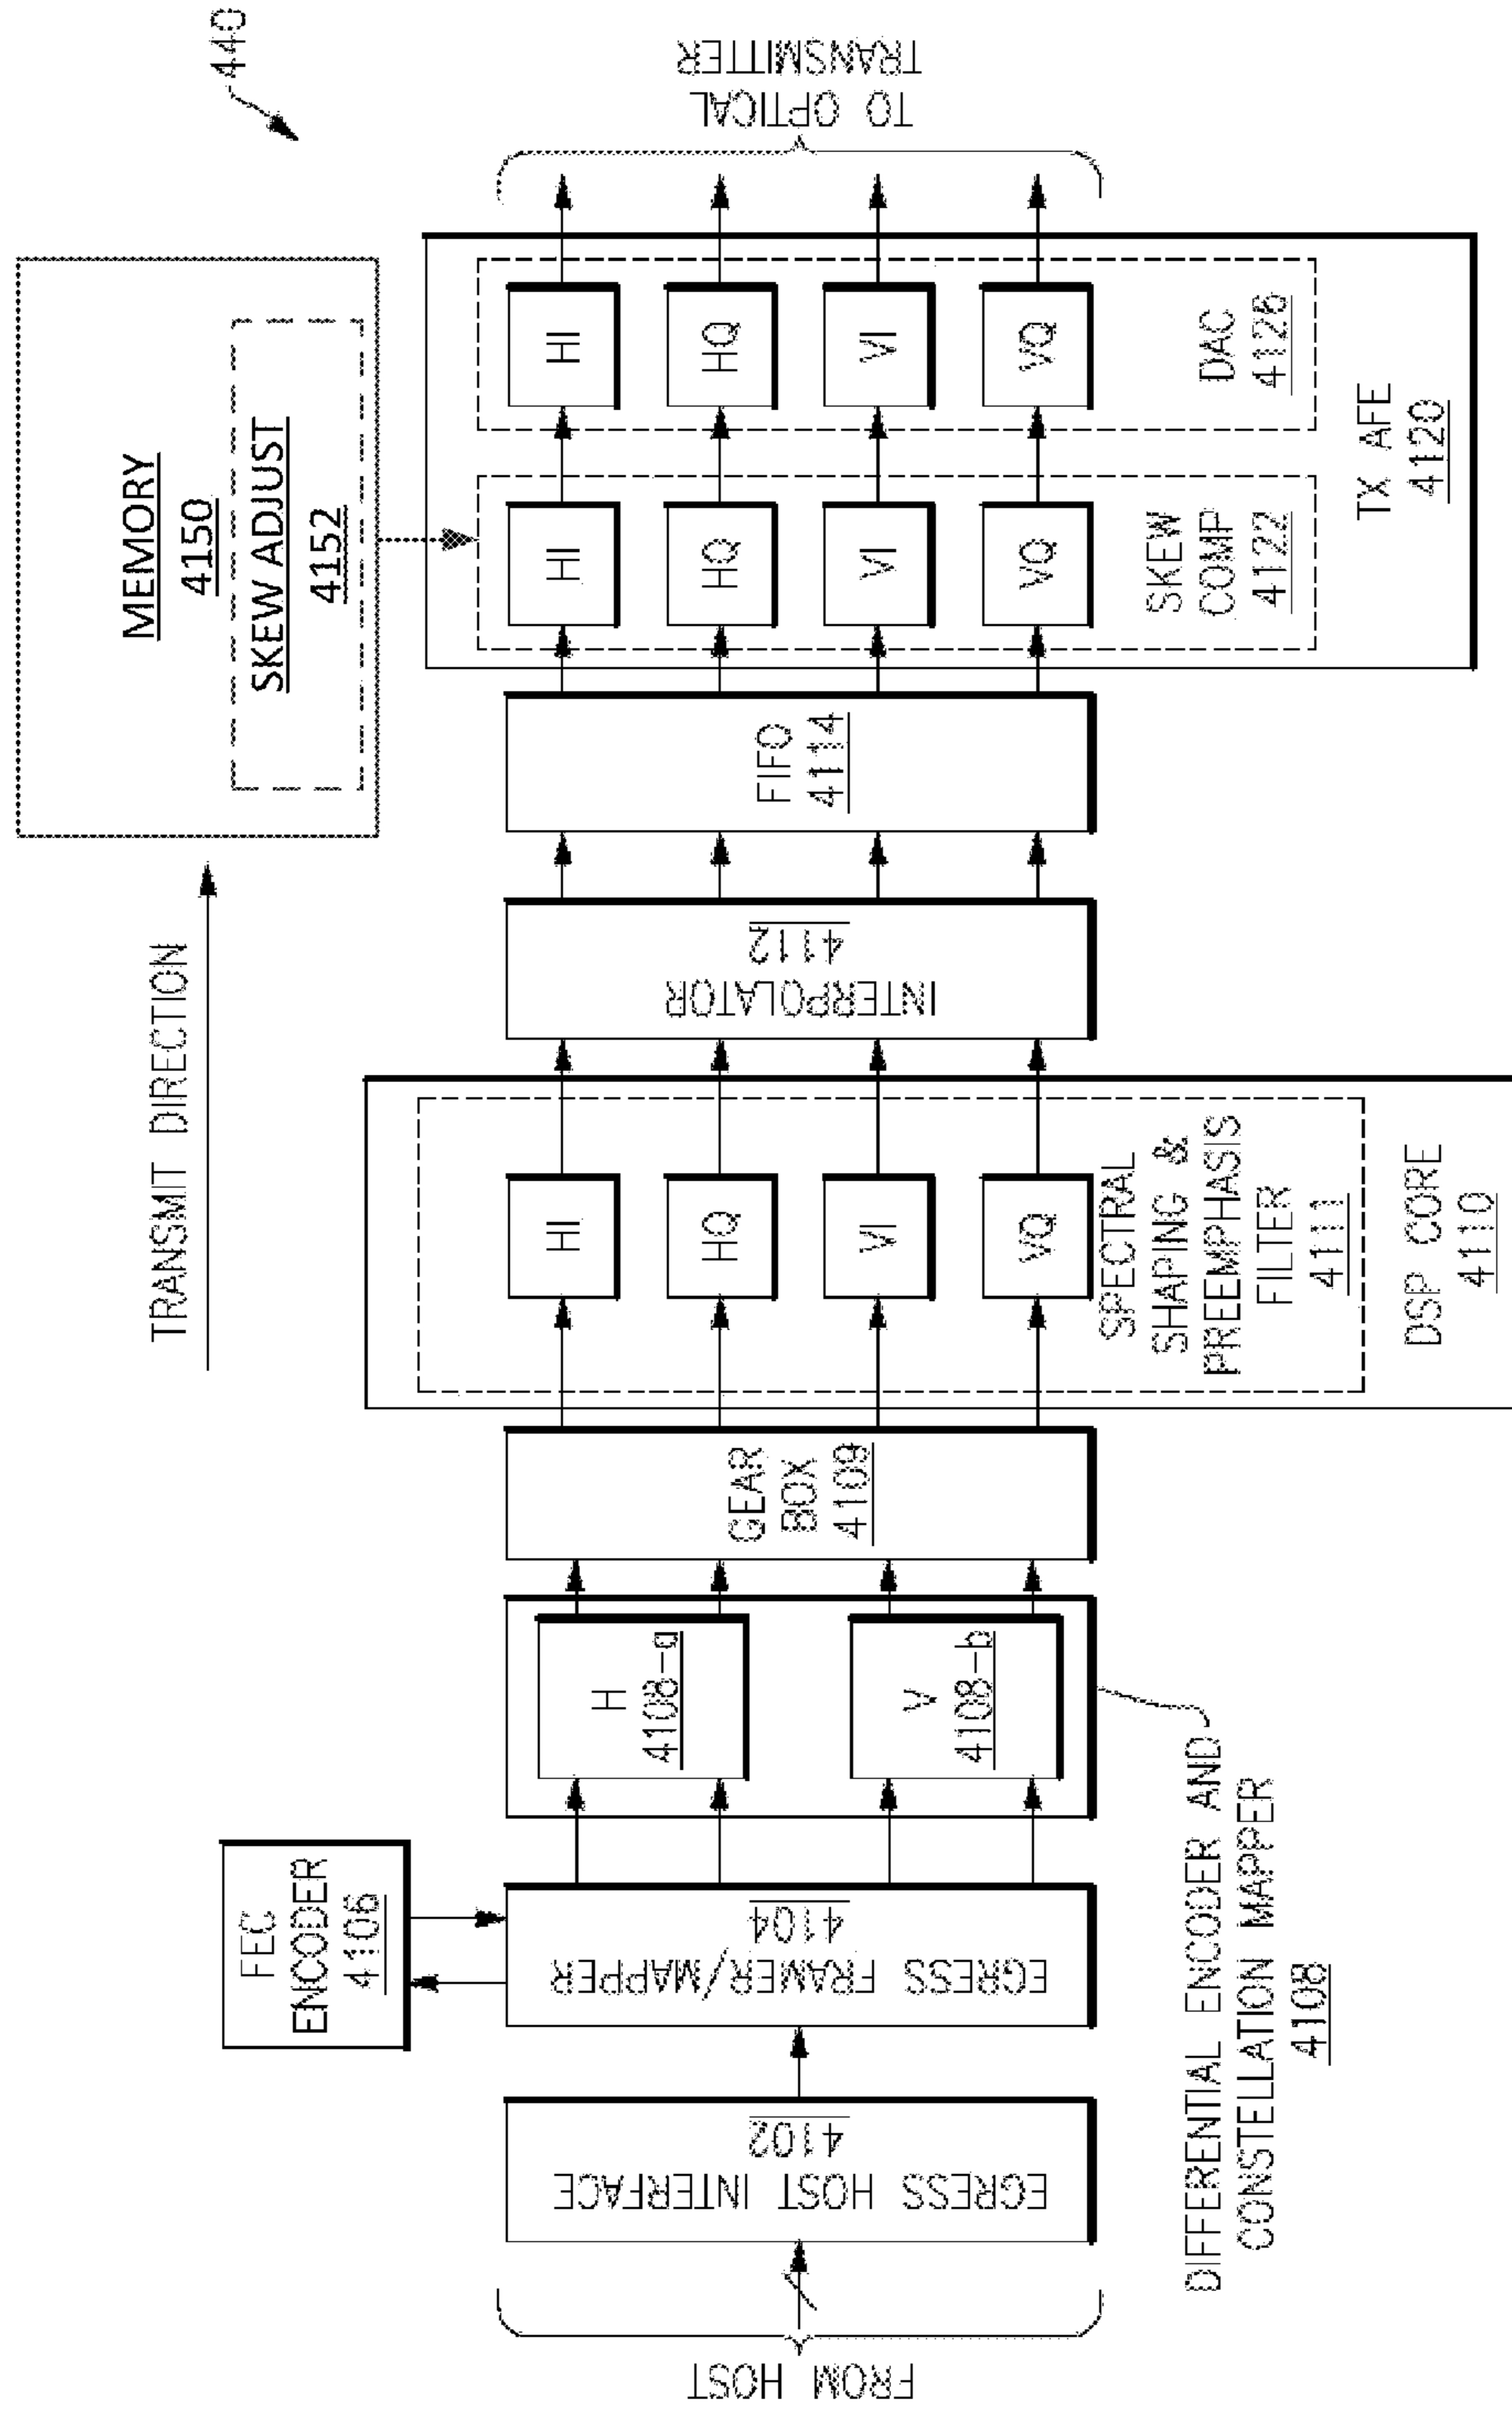 440
MEMORY
4150
SKEW ADJUST
4152
TRANSMIT DIRECTION
FROM HOST
EGRESS HOST INTERFACE
4102
FEC
ENCODER
4106
EGRESS FRAMER/MAPPER
4104
H
4108-a
V
4108-b
DIFFERENTIAL ENCODER AND
CONSTELLATION MAPPER
4108
GEAR
BOX
4109
HI
HQ
VI
VQ
SPECTRAL
SHAPING &
PREEMPHASIS
FILTER
4111
DSP CORE
4110
INTERPOLATOR
4112
FIFO
4114
HI
HQ
VI
VQ
SKEW
COMP
4122
HI
HQ
VI
VQ
DAC
4126
TX AFE
4120
TO OPTICAL
TRANSMITTER